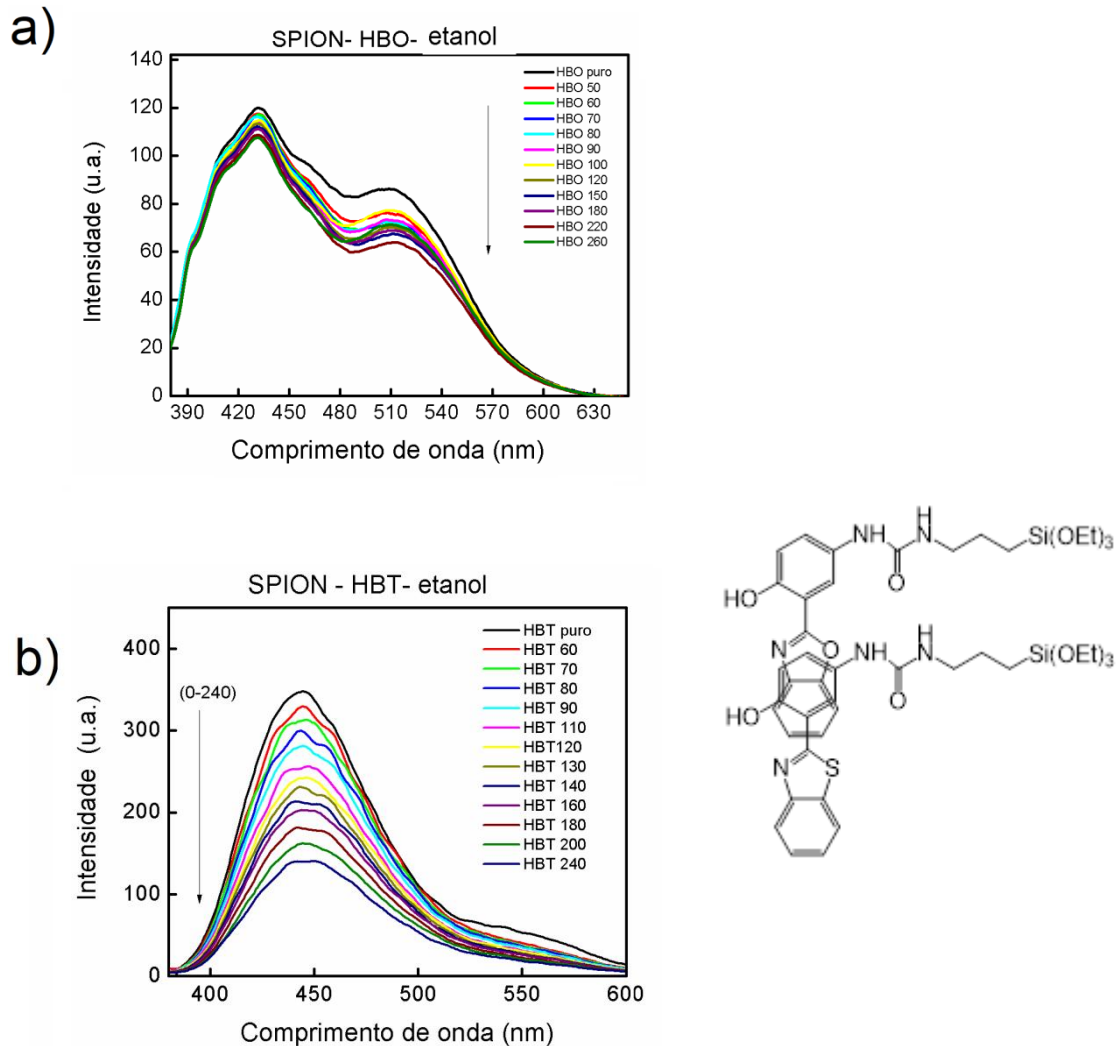 a)
SPION- HBO- etanol
140
120
100
80
60
40
20
0
Intensidade (u.a.)
HBO puro
HBO 50
HBO 60
HBO 70
HBO 80
HBO 90
HBO 100
HBO 120
HBO 150
HBO 180
HBO 220
HBO 260
390 420 450 480 510 540 570 600 630
Comprimento de onda (nm)
b)
SPION - HBT- etanol
400
300
200
100
0
Intensidade (u.a.)
(0-240)
HBT puro
HBT 60
HBT 70
HBT 80
HBT 90
HBT 110
HBT120
HBT 130
HBT 140
HBT 160
HBT 180
HBT 200
HBT 240
400 450 500 550 600
Comprimento de onda (nm)
NH
H
N
Si(OEt)3
O
HO
N
O
NH
H
N
Si(OEt)3
O
HO
N
S